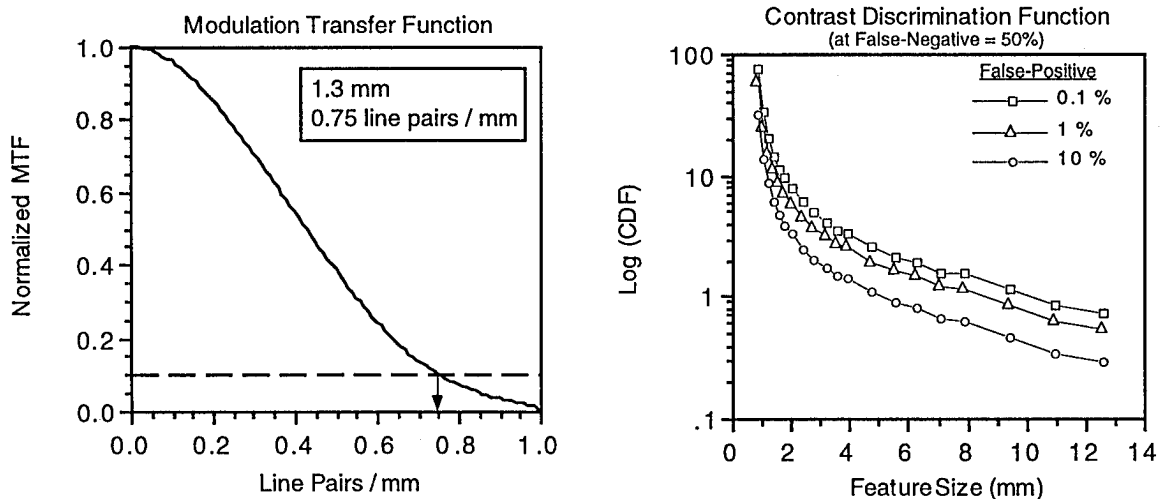 Modulation Transfer Function
Normalized MTF
1.0
0.8
0.6
0.4
0.2
0.0
1.3 mm
0.75 line pairs / mm
0.0 0.2 0.4 0.6 0.8 1.0
Line Pairs / mm
Contrast Discrimination Function
(at False-Negative = 50%)
Log (CDF)
100
10
1
.1
False-Positive
0.1 %
1 %
10 %
0 2 4 6 8 10 12 14
Feature Size (mm)